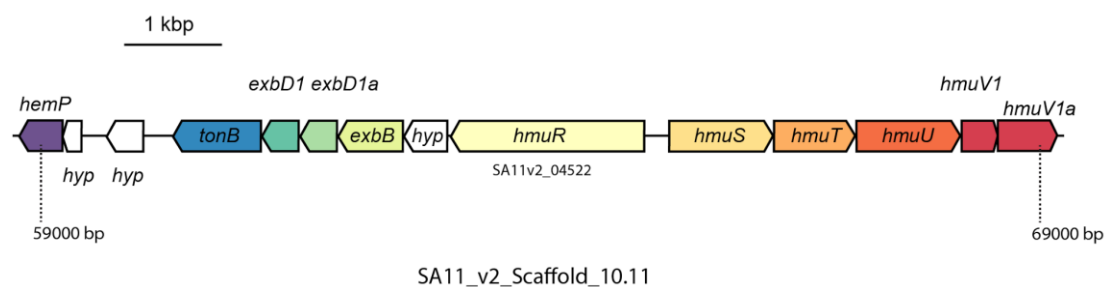 1 kbp
exbD1 exbD1a
hmuV1
hemP
hmuV1a
tonB
exbB
hyp
hmuR
hmuS
hmuT
hmuU
hyp
hyp
SA11v2_04522
59000 bp
69000 bp
SA11_v2_Scaffold_10.11